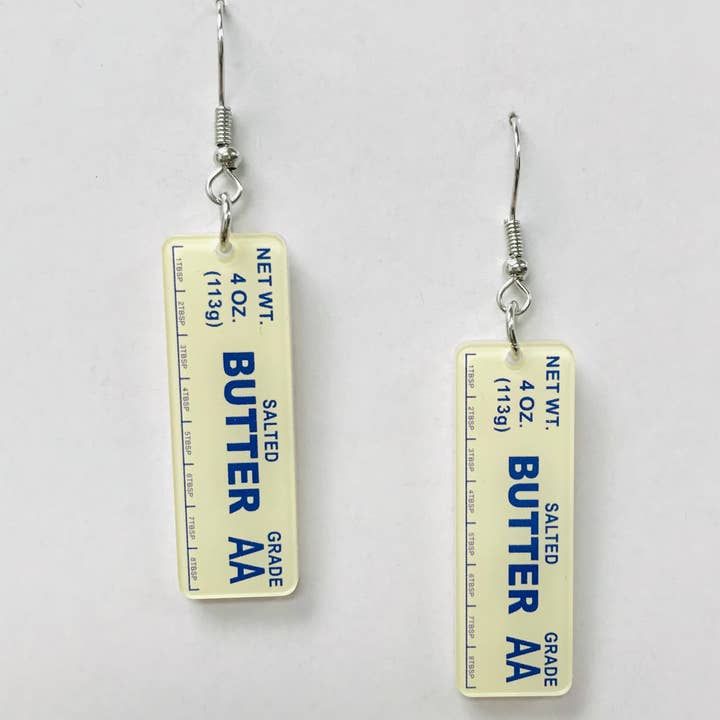 NET WT.
4 OZ.
(113g)
SALTED
BUTTER
GRADE
AA
1TBSP
2TBSP
3TBSP
4TBSP
5TBSP
6TBSP
7TBSP
8TBSP
NET WT.
4 OZ.
(113g)
SALTED
BUTTER
GRADE
AA
1TBSP
2TBSP
3TBSP
4TBSP
5TBSP
6TBSP
7TBSP
8TBSP